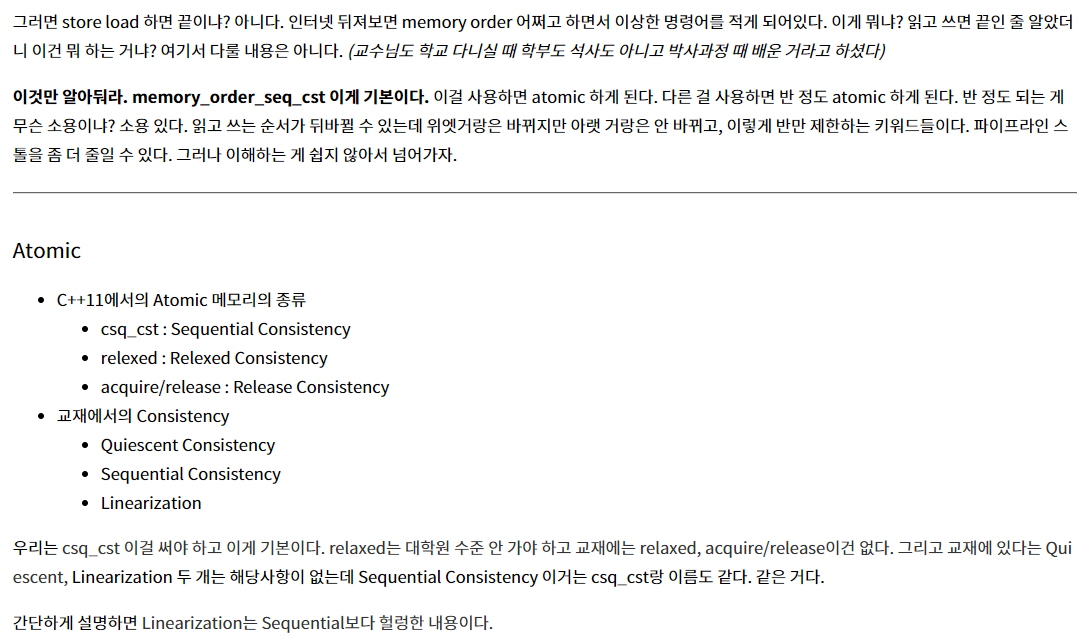 그러면 store load 하면 끝이냐? 아니다. 인터넷 뒤져보면 memory order 어쩌고 하면서 이상한 명령어를 적게 되어있다. 이게 뭐냐? 읽고 쓰면 끝인 줄 알았더
니 이건 뭐 하는 거냐? 여기서 다룰 내용은 아니다. (교수님도 학교 다니실 때 학부도 석사도 아니고 박사과정 때 배운 거라고 하셨다)
이것만 알아둬라. memory_order_seq_cst 이게 기본이다. 이걸 사용하면 atomic 하게 된다. 다른 걸 사용하면 반 정도 atomic 하게 된다. 반 정도 되는 게
무슨 소용이냐? 소용 있다. 읽고 쓰는 순서가 뒤바뀔 수 있는데 위엣거랑은 바뀌지만 아랫 거랑은 안 바뀌고, 이렇게 반만 제한하는 키워드들이다. 파이프라인 스
톨을 좀 더 줄일 수 있다. 그러나 이해하는 게 쉽지 않아서 넘어가자.
Atomic
• C++11에서의 Atomic 메모리의 종류
• csq_cst : Sequential Consistency
• relexed : Relexed Consistency
• acquire/release : Release Consistency
• 교재에서의 Consistency
• Quiescent Consistency
• Sequential Consistency
• Linearization
우리는 csq_cst 이걸 써야 하고 이게 기본이다. relaxed는 대학원 수준 안 가야 하고 교재에는 relaxed, acquire/release이건 없다. 그리고 교재에 있다는 Qui
escent, Linearization 두 개는 해당사항이 없는데 Sequential Consistency 이거는 csq_cst랑 이름도 같다. 같은 거다.
간단하게 설명하면 Linearization는 Sequential보다 헐렁한 내용이다.